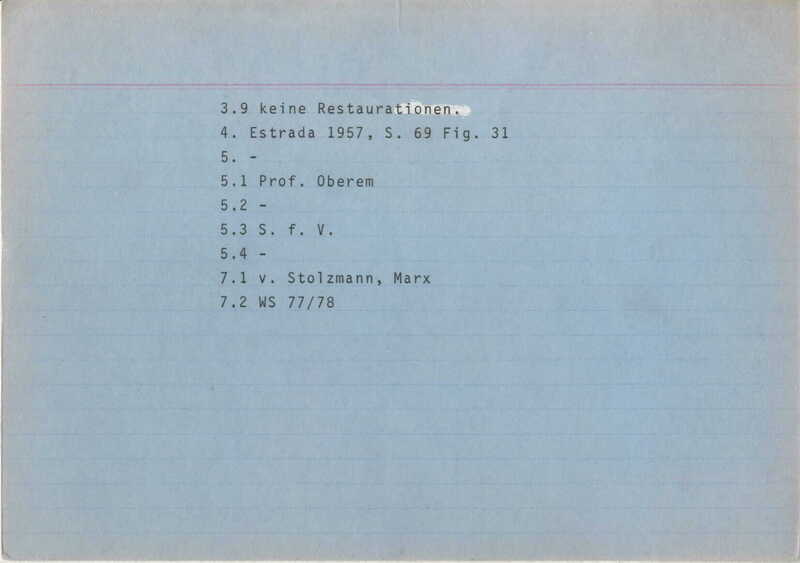 3.9 keine Restaurationen.
4. Estrada 1957, S. 69 Fig. 31
5. -
5.1 Prof. Oberem
5.2 -
5.3 S. f. V.
5.4 -
7.1 v. Stolzmann, Marx
7.2 WS 77/78